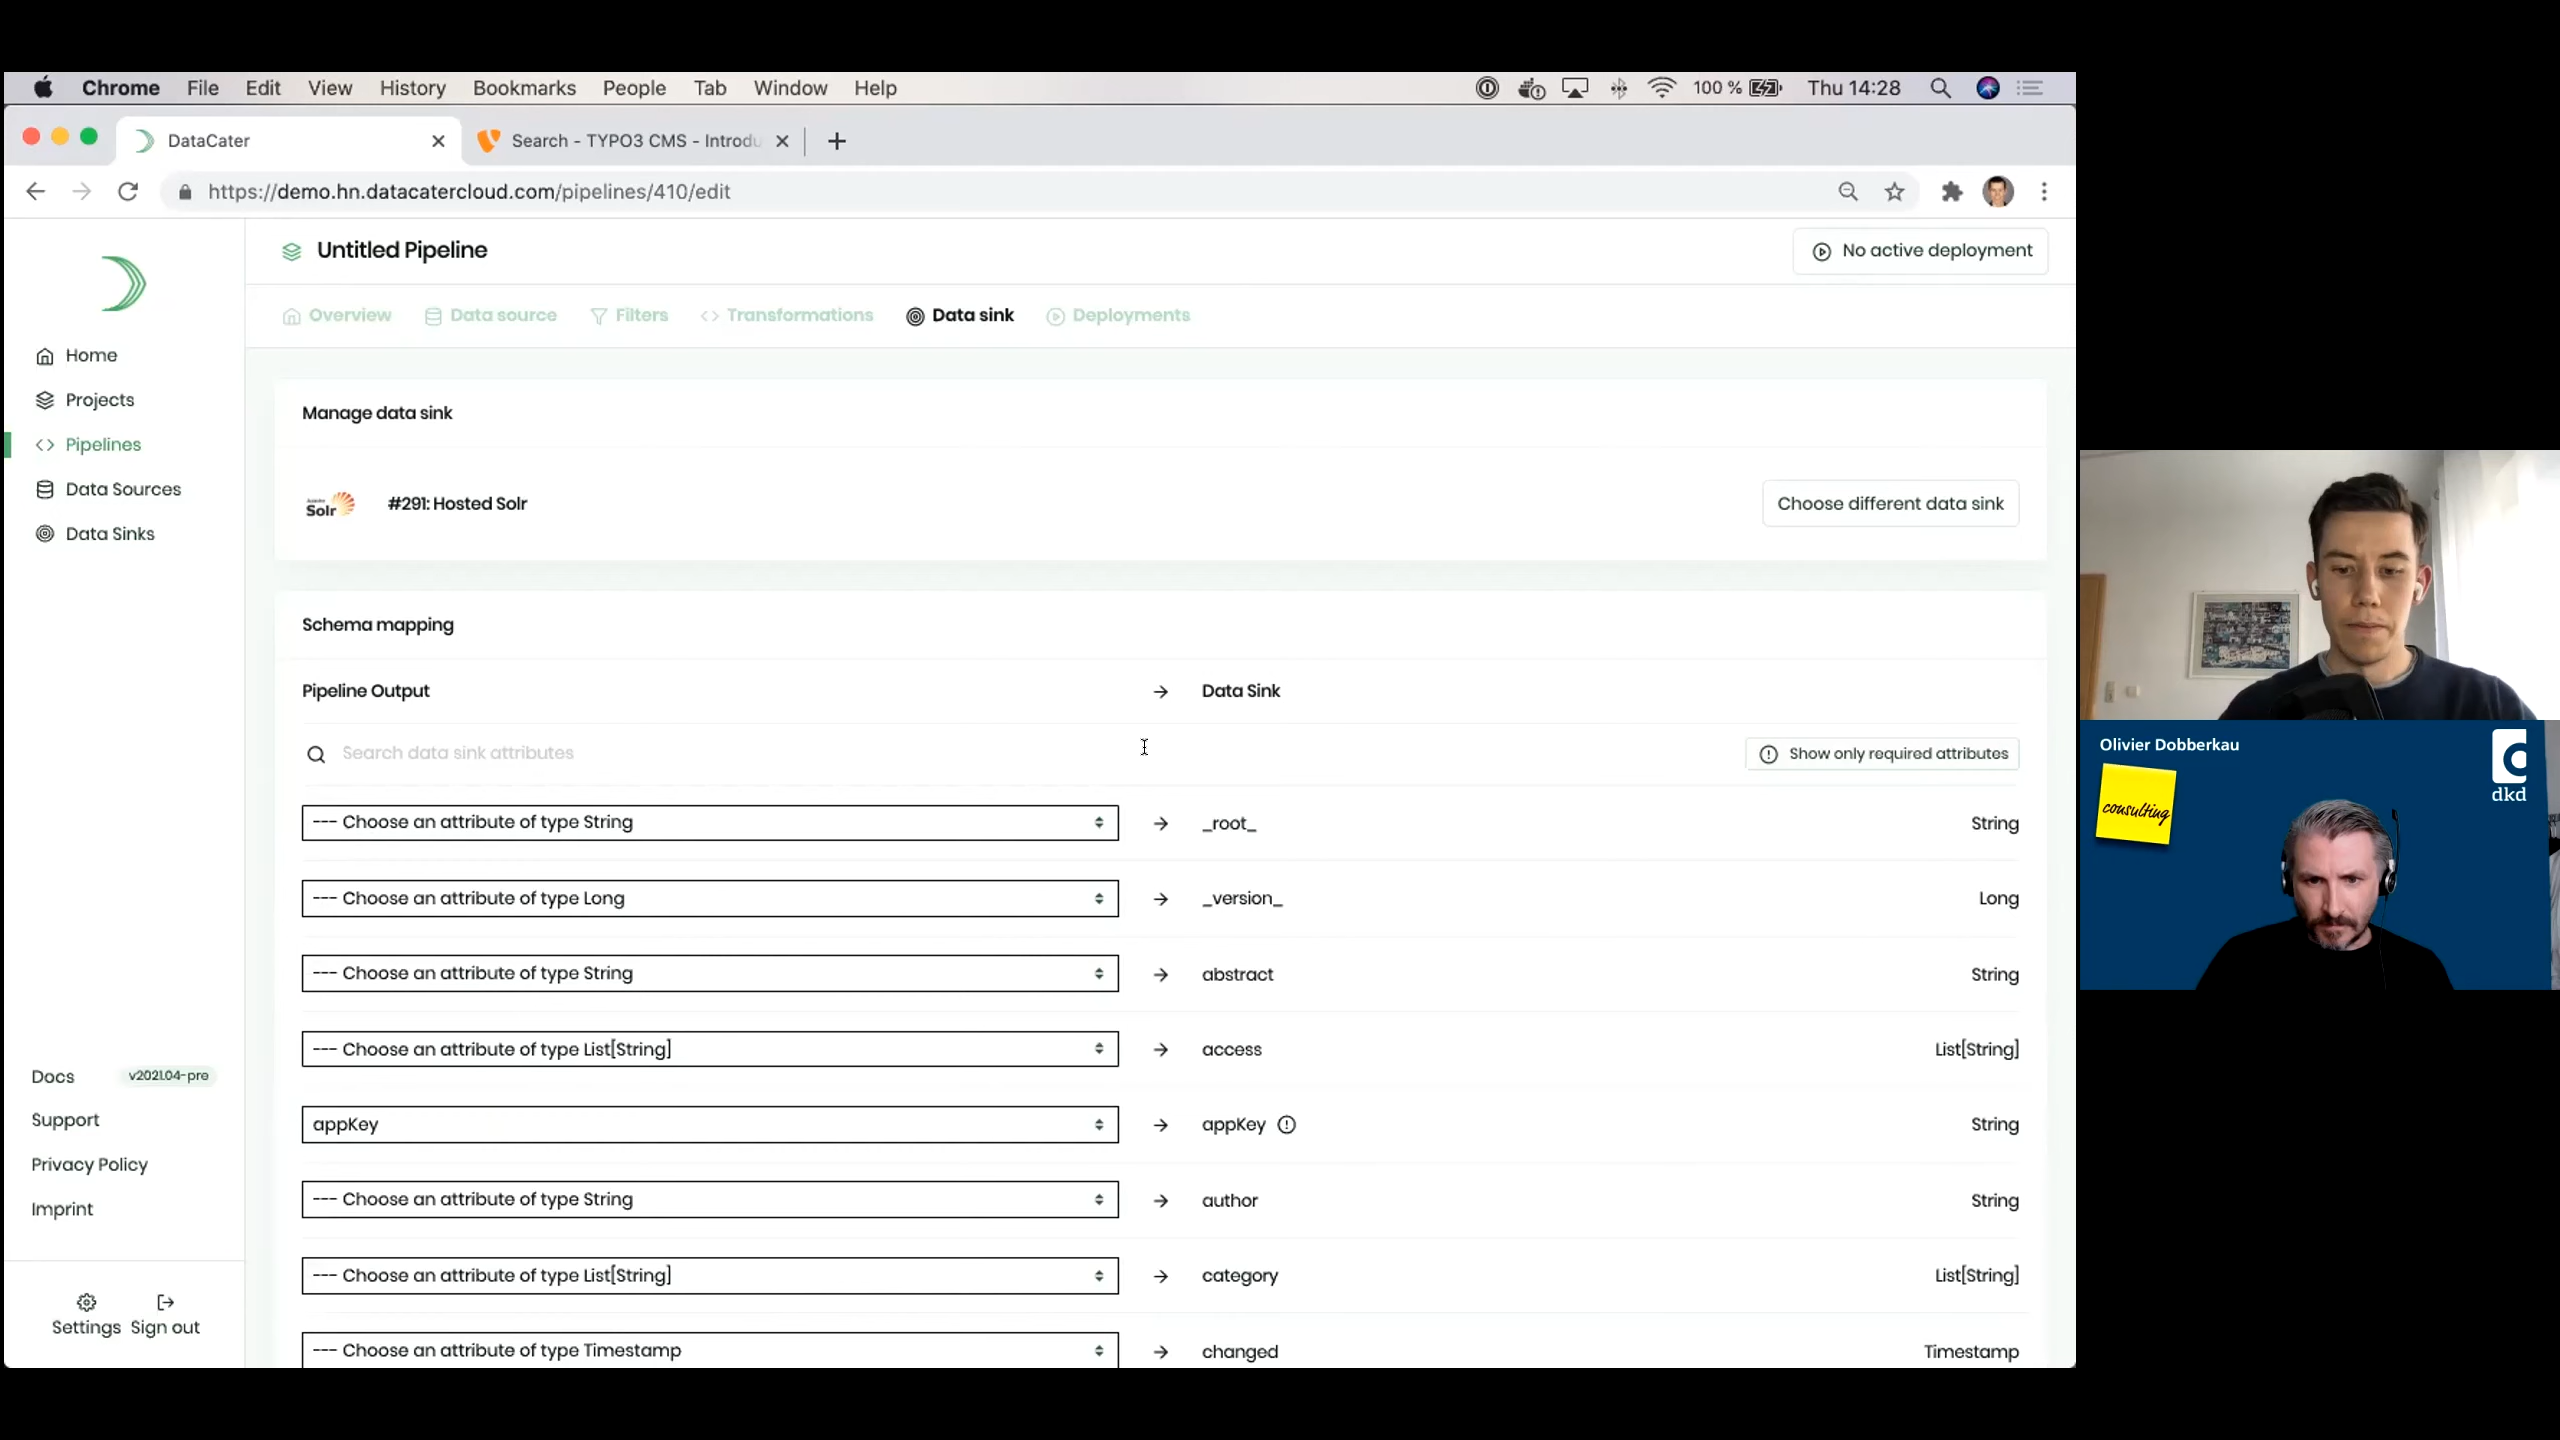 Chrome File Edit View History Bookmarks People Tab Window Help 100 % Thu 14:28
DataCater Search - TYPO3 CMS - Introdu
https://demo.hn.datacatercloud.com/pipelines/410/edit
Untitled Pipeline No active deployment
Overview Data source Filters Transformations Data sink Deployments
Home
Projects
Pipelines
Data Sources
Data Sinks
Docs v2021.04-pre
Support
Privacy Policy
Imprint
Settings Sign out
Manage data sink
Solr #291: Hosted Solr Choose different data sink
Schema mapping
Pipeline Output Data Sink
Search data sink attributes Show only required attributes
--- Choose an attribute of type String _root_ String
--- Choose an attribute of type Long _version_ Long
--- Choose an attribute of type String abstract String
--- Choose an attribute of type List[String] access List[String]
appKey appKey String
--- Choose an attribute of type String author String
--- Choose an attribute of type List[String] category List[String]
--- Choose an attribute of type Timestamp changed Timestamp
Olivier Dobberkau
consulting
dkd